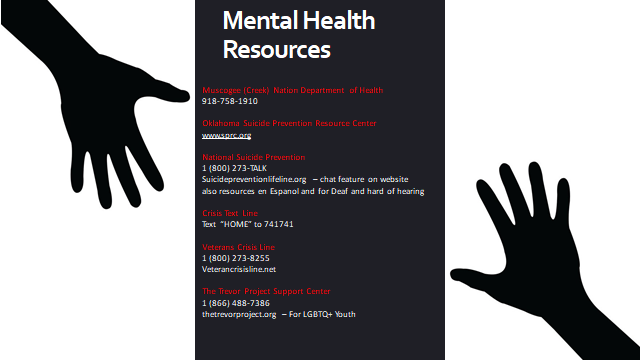 Mental Health
Resources
Muscogee (Creek) Nation Department of Health
918-758-1910
Oklahoma Suicide Prevention Resource Center
www.sprc.org
National Suicide Prevention
1 (800) 273-TALK
Suicidepreventionlifeline.org – chat feature on website
also resources en Espanol and for Deaf and hard of hearing
Crisis Text Line
Text "HOME" to 741741
Veterans Crisis Line
1 (800) 273-8255
Veterancrisisline.net
The Trevor Project Support Center
1 (866) 488-7386
thetrevorproject.org – For LGBTQ+ Youth